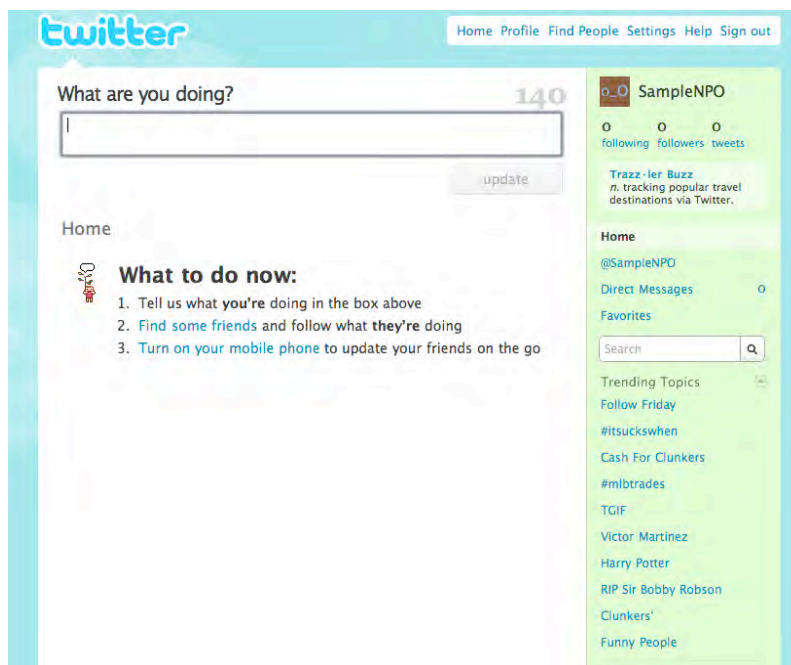 twitter
Home Profile Find People Settings Help Sign out
What are you doing?
140
update
Home
What to do now:
1. Tell us what you're doing in the box above
2. Find some friends and follow what they're doing
3. Turn on your mobile phone to update your friends on the go
o_O
SampleNPO
0 0 0
following followers tweets
Trazz·ler Buzz
n. tracking popular travel
destinations via Twitter.
Home
@SampleNPO
Direct Messages 0
Favorites
Search
Trending Topics
Follow Friday
#itsuckswhen
Cash For Clunkers
#mlbtrades
TGIF
Victor Martinez
Harry Potter
RIP Sir Bobby Robson
Clunkers'
Funny People